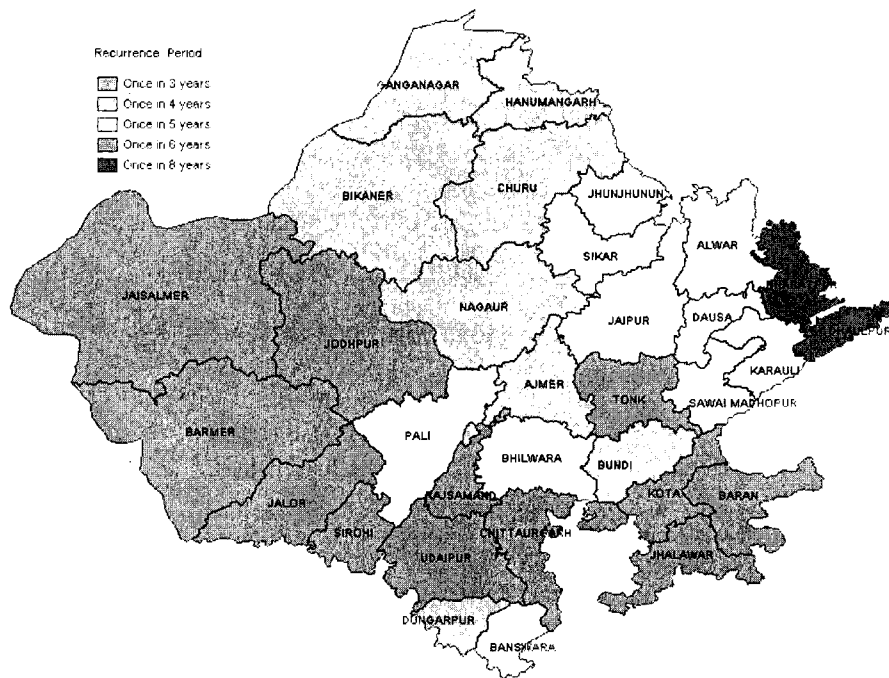 Recurrence Period
Once in 3 years
Once in 4 years
Once in 5 years
Once in 6 years
Once in 8 years
GANGANAGAR
HANUMANGARH
BIKANER
CHURU
JHUNJHUNUN
SIKAR
ALWAR
JAISALMER
JODHPUR
NAGAUR
JAIPUR
DAUSA
KARAULI
AJMER
TONK
SAWAI MADHOPUR
BARMER
PALI
BHILWARA
BUNDI
RAJSAMAND
KOTA
BARAN
JALOR
SIROHI
UDAIPUR
CHITTAURGARH
JHALAWAR
DUNGARPUR
BANSWARA